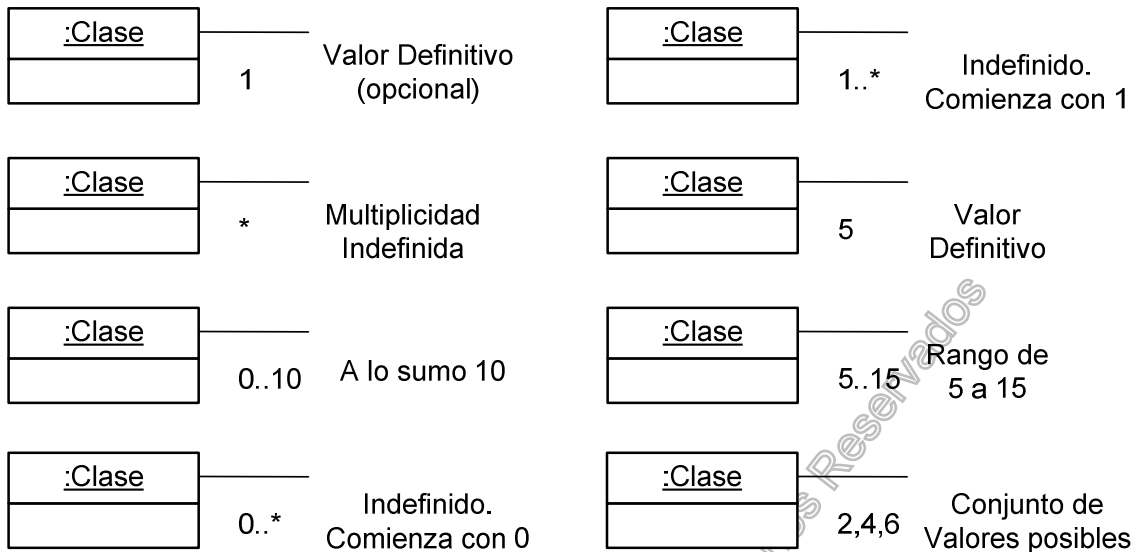 :Clase
1
Valor Definitivo
(opcional)
:Clase
1..*
Indefinido.
Comienza con 1
:Clase
*
Multiplicidad
Indefinida
:Clase
5
Valor
Definitivo
:Clase
0..10
A lo sumo 10
:Clase
5..15
Rango de
5 a 15
:Clase
0..*
Indefinido.
Comienza con 0
:Clase
2,4,6
Conjunto de
Valores posibles
os Reservados